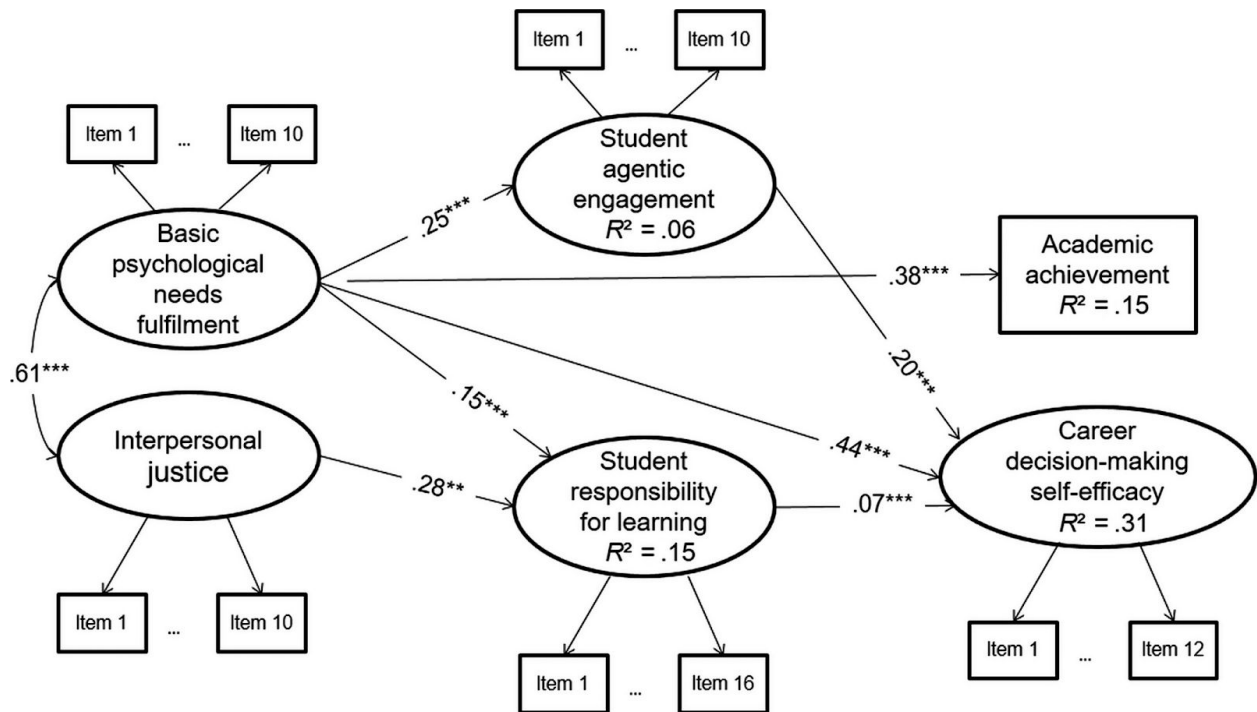 Item 1
...
Item 10
Item 1
...
Item 10
Student
agentic
engagement
R² = .06
Basic
psychological
needs
fulfilment
.25***
Academic
achievement
R² = .15
.38***
.61***
.20***
.15***
Interpersonal
justice
.44***
Career
decision-making
self-efficacy
R² = .31
.28**
Student
responsibility
for learning
R² = .15
.07***
Item 1
...
Item 10
Item 1
...
Item 16
Item 1
...
Item 12